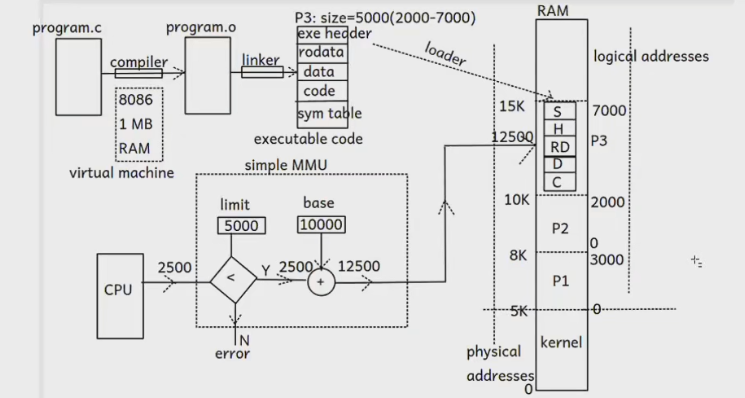 P3: size=5000(2000-7000)
RAM
program.c
program.o
exe header
rodata
data
code
sym table
executable code
compiler
linker
loader
logical addresses
8086
1 MB
RAM
virtual machine
simple MMU
limit
5000
base
10000
CPU
2500
<
Y
2500
+
12500
N
error
15K
12500
10K
8K
5K
0
physical
addresses
S
H
RD
D
C
P2
P1
kernel
7000
P3
2000
0
3000
0